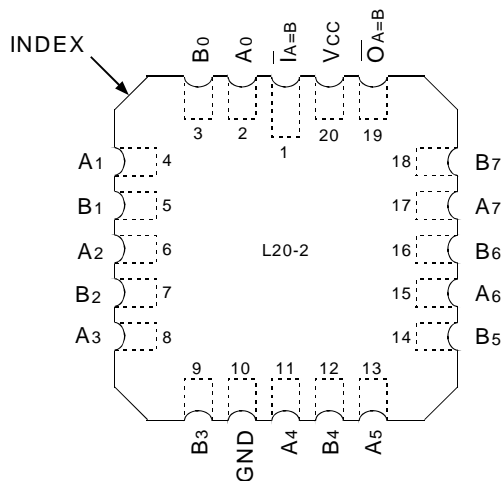 INDEX
B0 A0 I̅A=B VCC O̅A=B
3 2 1 20 19
A1 4 18 B7
B1 5 17 A7
A2 6 L20-2 16 B6
B2 7 15 A6
A3 8 14 B5
9 10 11 12 13
B3 GND A4 B4 A5